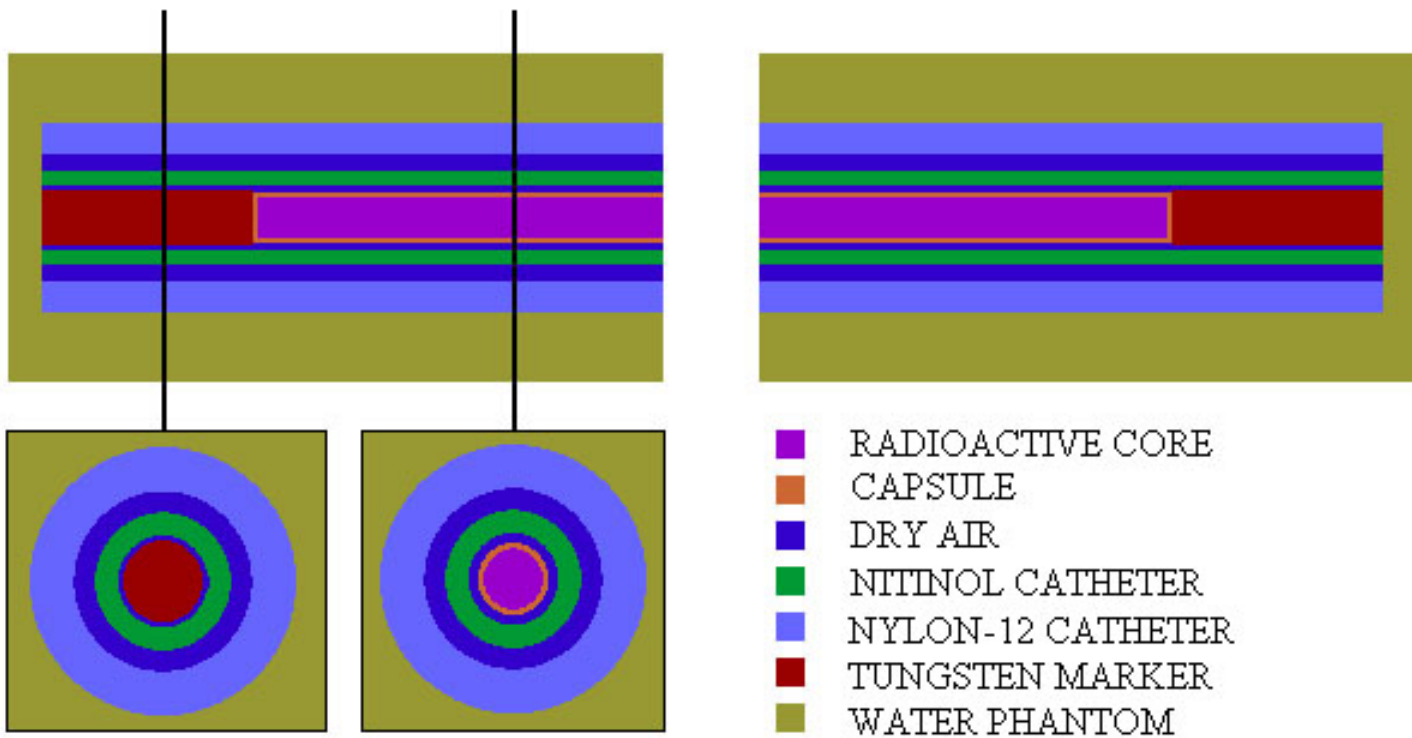 RADIOACTIVE CORE
CAPSULE
DRY AIR
NITINOL CATHETER
NYLON-12 CATHETER
TUNGSTEN MARKER
WATER PHANTOM